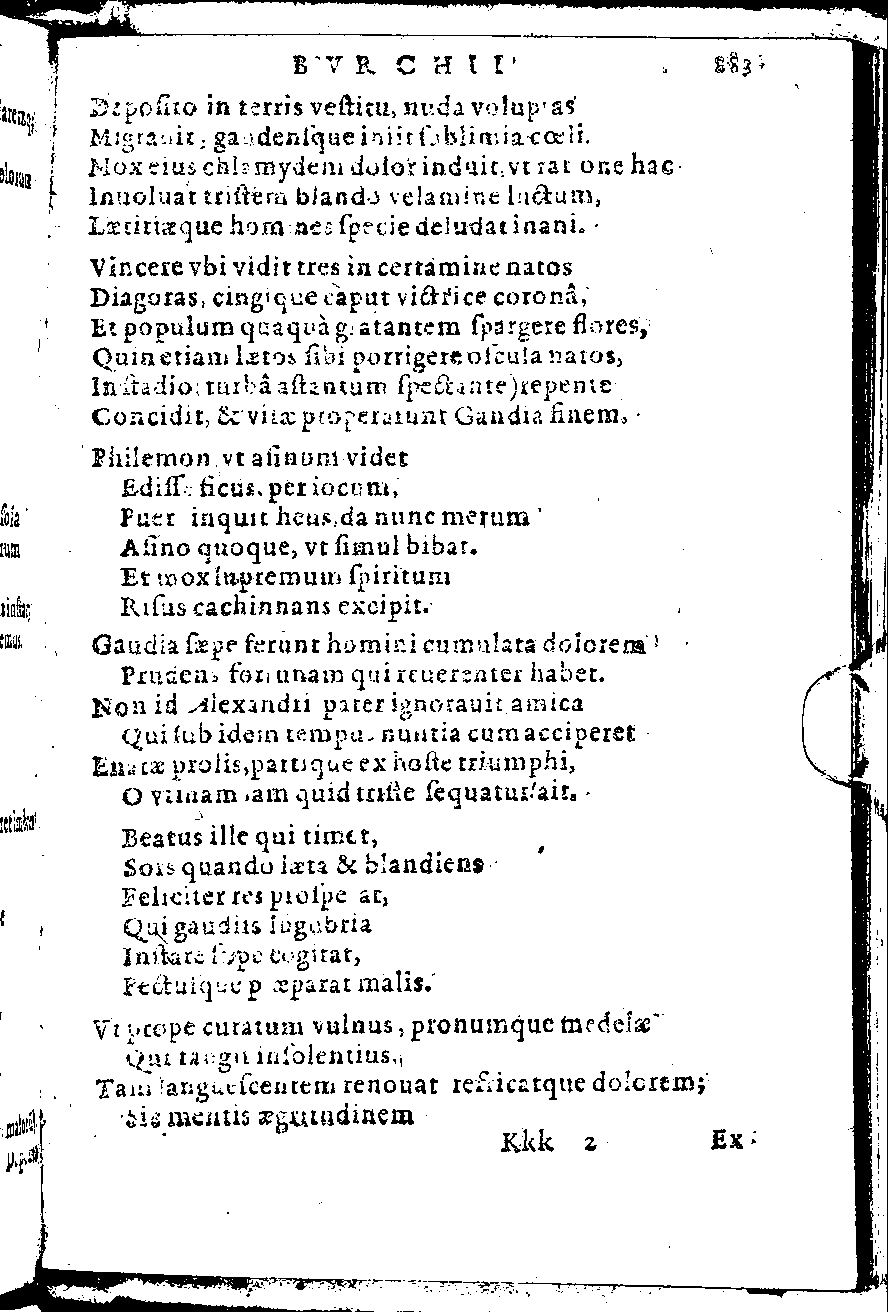 BVRCHII 883
Deposito in terris vestitu, nuda voluptas
Migrauit; gaudensque iniit sublimia cœli.
Mox eius chlamydem dolor induit, vt ratione hac
Inuoluat tristem blando velamine luctum,
Lætitiæque homines specie deludat inani.
Vincere vbi vidit tres in certamine natos
Diagoras, cingique caput victrice coronâ,
Et populum quaquà gratantem spargere flores,
Quin etiam lætos sibi porrigere oscula natos,
In stadio; turbâ astantum spectante) repente
Concidit, & vitæ properarunt Gaudia finem.
Philemon vt asinum videt
Edisse ficus, per iocum,
Puer inquit heus, da nunc merum
Asino quoque, vt simul bibat.
Et mox supremum spiritum
Risus cachinnans excipit.
Gaudia sæpe ferunt homini cumulata dolorem
Prudens fortunam qui reuerenter habet.
Non id Alexandri pater ignorauit amica
Qui sub idem tempus nuntia cum acciperet
Enatæ prolis, partique ex hoste triumphi,
O vtinam iam quid triste sequatur! ait.
Beatus ille qui timet,
Sors quando læta & blandiens
Feliciter res prosperat,
Qui gaudiis lugubria
Instare sæpe cogitat,
Pectusque præparat malis.
Vt prope curatum vulnus, pronumque medelæ
Qui tangit insolentius,
Tam languescentem renouat refricatque dolorem;
Sic mentis ægritudinem
Kkk 2 Ex